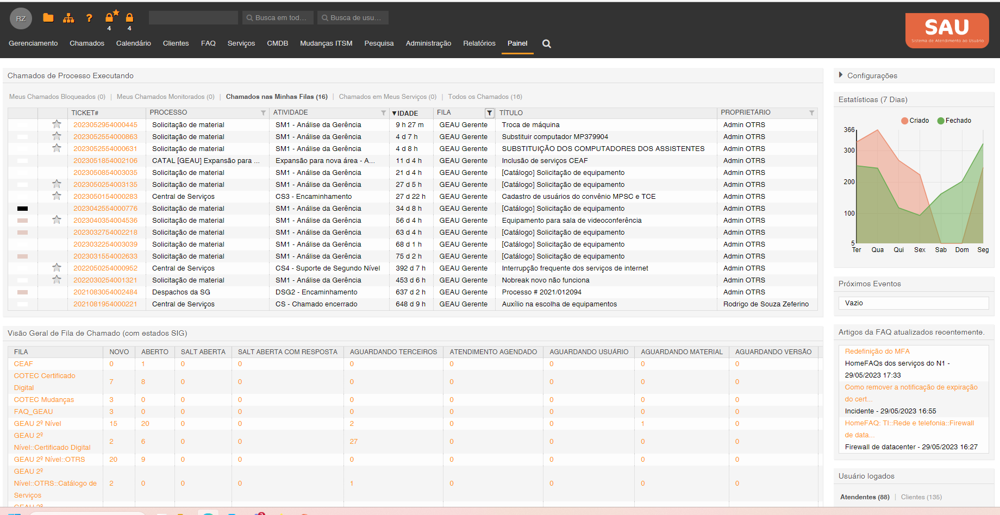 RZ
?
4
4
Busca em tod…
Busca de usu…
SAU
Sistema de Atendimento ao Usuário
Gerenciamento Chamados Calendário Clientes FAQ Serviços CMDB Mudanças ITSM Pesquisa Administração Relatórios Painel
Chamados de Processo Executando
Meus Chamados Bloqueados (0) | Meus Chamados Monitorados (0) | Chamados nas Minhas Filas (16) | Chamados em Meus Serviços (0) | Todos os Chamados (16)
TICKET# PROCESSO ATIVIDADE ▼IDADE FILA TÍTULO PROPRIETÁRIO
2023052954000445 Solicitação de material SM1 - Análise da Gerência 9 h 27 m GEAU Gerente Troca de máquina Admin OTRS
2023052554000863 Solicitação de material SM1 - Análise da Gerência 4 d 7 h GEAU Gerente Substituir computador MP379904 Admin OTRS
2023052554000631 Solicitação de material SM1 - Análise da Gerência 4 d 8 h GEAU Gerente SUBSTITUIÇÃO DOS COMPUTADORES DOS ASSISTENTES Admin OTRS
2023051854002106 CATAL [GEAU] Expansão para ... Expansão para nova área - A... 11 d 4 h GEAU Gerente Inclusão de serviços CEAF Admin OTRS
2023050854003035 Solicitação de material SM1 - Análise da Gerência 21 d 4 h GEAU Gerente [Catálogo] Solicitação de equipamento Admin OTRS
2023050254003135 Solicitação de material SM1 - Análise da Gerência 27 d 5 h GEAU Gerente [Catálogo] Solicitação de equipamento Admin OTRS
2023050154000283 Central de Serviços CS3 - Encaminhamento 27 d 22 h GEAU Gerente Cadastro de usuários do convênio MPSC e TCE Admin OTRS
2023042554000776 Solicitação de material SM1 - Análise da Gerência 34 d 8 h GEAU Gerente [Catálogo] Solicitação de equipamento Admin OTRS
2023040354004536 Solicitação de material SM1 - Análise da Gerência 56 d 4 h GEAU Gerente Equipamento para sala de videoconferência Admin OTRS
2023032754002218 Solicitação de material SM1 - Análise da Gerência 63 d 4 h GEAU Gerente [Catálogo] Solicitação de equipamento Admin OTRS
2023032254003039 Solicitação de material SM1 - Análise da Gerência 68 d 1 h GEAU Gerente [Catálogo] Solicitação de equipamento Admin OTRS
2023031554002633 Solicitação de material SM1 - Análise da Gerência 75 d 2 h GEAU Gerente [Catálogo] Solicitação de equipamento Admin OTRS
2022050254000952 Central de Serviços CS4 - Suporte de Segundo Nível 392 d 7 h GEAU Gerente Interrupção frequente dos serviços de internet Admin OTRS
2022030254001321 Solicitação de material SM1 - Análise da Gerência 453 d 6 h GEAU Gerente Nobreak novo não funciona Admin OTRS
2021083054002484 Despachos da SG DSG2 - Encaminhamento 637 d 2 h GEAU Gerente Processo # 2021/012094 Admin OTRS
2021081954000221 Central de Serviços CS - Chamado encerrado 648 d 9 h GEAU Gerente Auxílio na escolha de equipamentos Rodrigo de Souza Zeferino
Visão Geral de Fila de Chamado (com estados SIG)
FILA NOVO ABERTO SALT ABERTA SALT ABERTA COM RESPOSTA AGUARDANDO TERCEIROS ATENDIMENTO AGENDADO AGUARDANDO USUÁRIO AGUARDANDO MATERIAL AGUARDANDO VERSÃO
CEAF 0 1 0 0 0 0 0 0 0
COTEC Certificado
Digital 7 8 0 0 0 0 0 0 0
COTEC Mudanças 3 0 0 0 0 0 0 0 0
FAQ_GEAU 3 0 0 0 0 0 0 0 0
GEAU 2º Nível 15 20 0 0 2 0 0 1 0
GEAU 2º
Nível::Certificado Digital 2 6 0 0 27 0 0 0 0
GEAU 2º Nível::OTRS 20 9 0 0 0 0 0 0 0
GEAU 2º
Nível::OTRS::Catálogo de 2 0 0 0 1 0 0 0 0
Serviços
GEAU 2º
Configurações
Estatísticas (7 Dias)
Criado Fechado
366
300
200
100
5
Ter Qua Qui Sex Sab Dom Seg
Próximos Eventos
Vazio
Artigos da FAQ atualizados recentemente.
Redefinição do MFA
HomeFAQs dos serviços do N1 -
29/05/2023 17:33
Como remover a notificação de expiração
do cert...
Incidente - 29/05/2023 16:55
HomeFAQ: TI::Rede e telefonia::Firewall
de data...
Firewall de datacenter - 29/05/2023 16:27
Usuário logados
Atendentes (88) | Clientes (135)